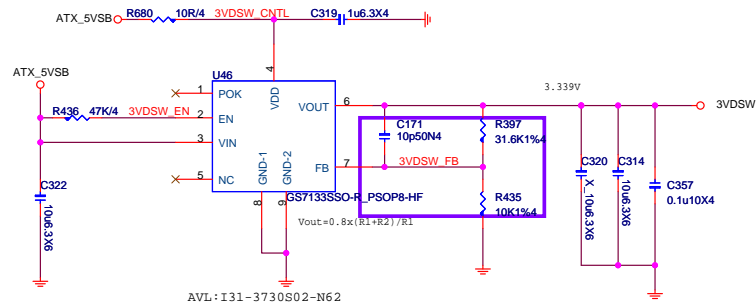 ATX_5VSB
R680
10R/4
3VDSW_CNTL
C319
1u6.3X4
ATX_5VSB
U46
4
VDD
1
POK
R436
47K/4
3VDSW_EN
2
EN
VOUT
6
3.339V
3VDSW
3
VIN
C171
10p50N4
R397
31.6K1%4
5
NC
GND-1
GND-2
FB
7
3VDSW_FB
C322
10u6.3X6
8
9
GS7133SSO-R_PSOP8-HF
R435
10K1%4
C320
X_10u6.3X6
C314
10u6.3X6
C357
0.1u10X4
Vout=0.8x(R1+R2)/R1
AVL:I31-3730S02-N62